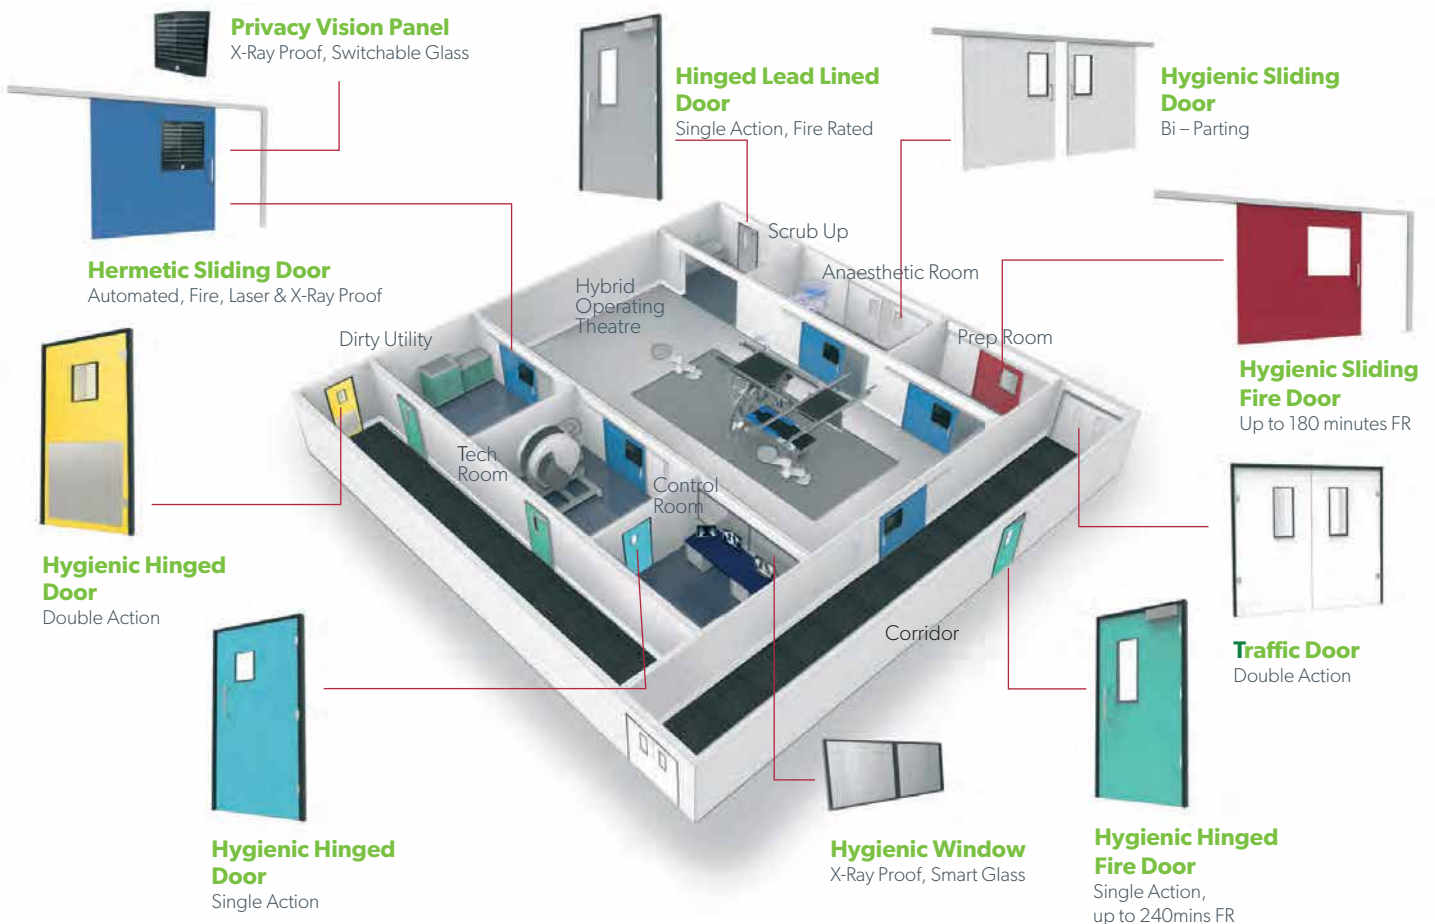 Privacy Vision Panel
X-Ray Proof, Switchable Glass
Hinged Lead Lined
Door
Single Action, Fire Rated
Hygienic Sliding
Door
Bi – Parting
Hermetic Sliding Door
Automated, Fire, Laser & X-Ray Proof
Scrub Up
Anaesthetic Room
Hybrid
Operating
Theatre
Dirty Utility
Prep Room
Hygienic Sliding
Fire Door
Up to 180 minutes FR
Tech
Room
Control
Room
Hygienic Hinged
Door
Double Action
Corridor
Traffic Door
Double Action
Hygienic Hinged
Door
Single Action
Hygienic Window
X-Ray Proof, Smart Glass
Hygienic Hinged
Fire Door
Single Action,
up to 240mins FR